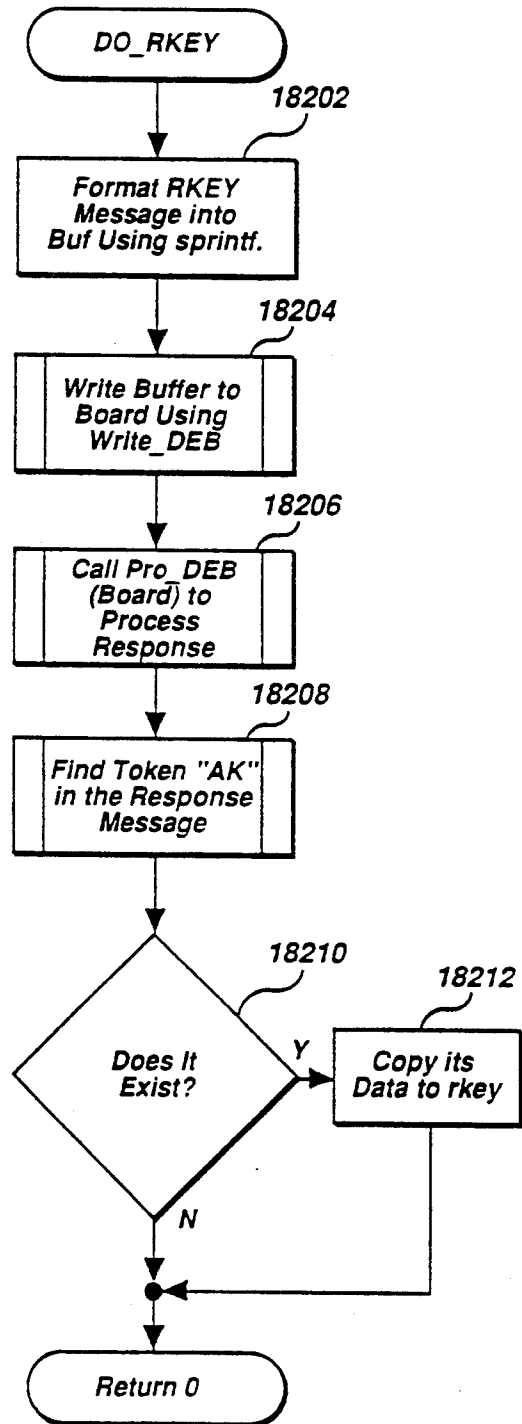 DO_RKEY
18202
Format RKEY
Message into
Buf Using sprintf.
18204
Write Buffer to
Board Using
Write_DEB
18206
Call Pro_DEB
(Board) to
Process
Response
18208
Find Token "AK"
in the Response
Message
18210
Does It
Exist?
Y
18212
Copy its
Data to rkey
N
Return 0